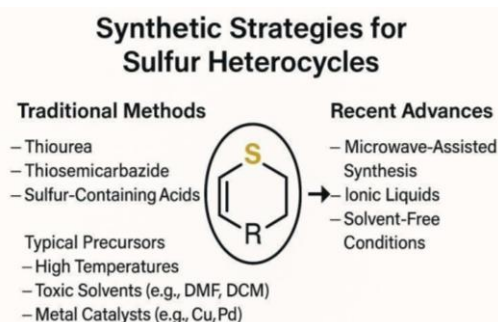 Synthetic Strategies for
Sulfur Heterocycles
Traditional Methods
– Thiourea
– Thiosemicarbazide
– Sulfur-Containing Acids
Typical Precursors
– High Temperatures
– Toxic Solvents (e.g., DMF, DCM)
– Metal Catalysts (e.g., Cu, Pd)
S
R
Recent Advances
– Microwave-Assisted
Synthesis
– Ionic Liquids
– Solvent-Free
Conditions